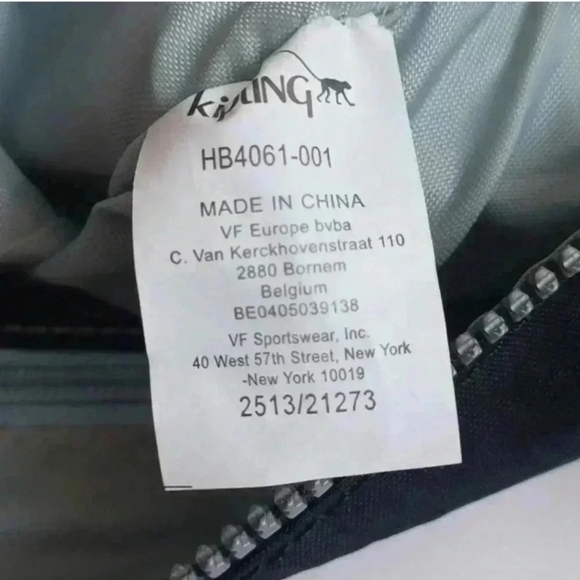 kipling
HB4061-001
MADE IN CHINA
VF Europe bvba
C. Van Kerckhovenstraat 110
2880 Bornem
Belgium
BE0405039138
VF Sportswear, Inc.
40 West 57th Street, New York
-New York 10019
2513/21273